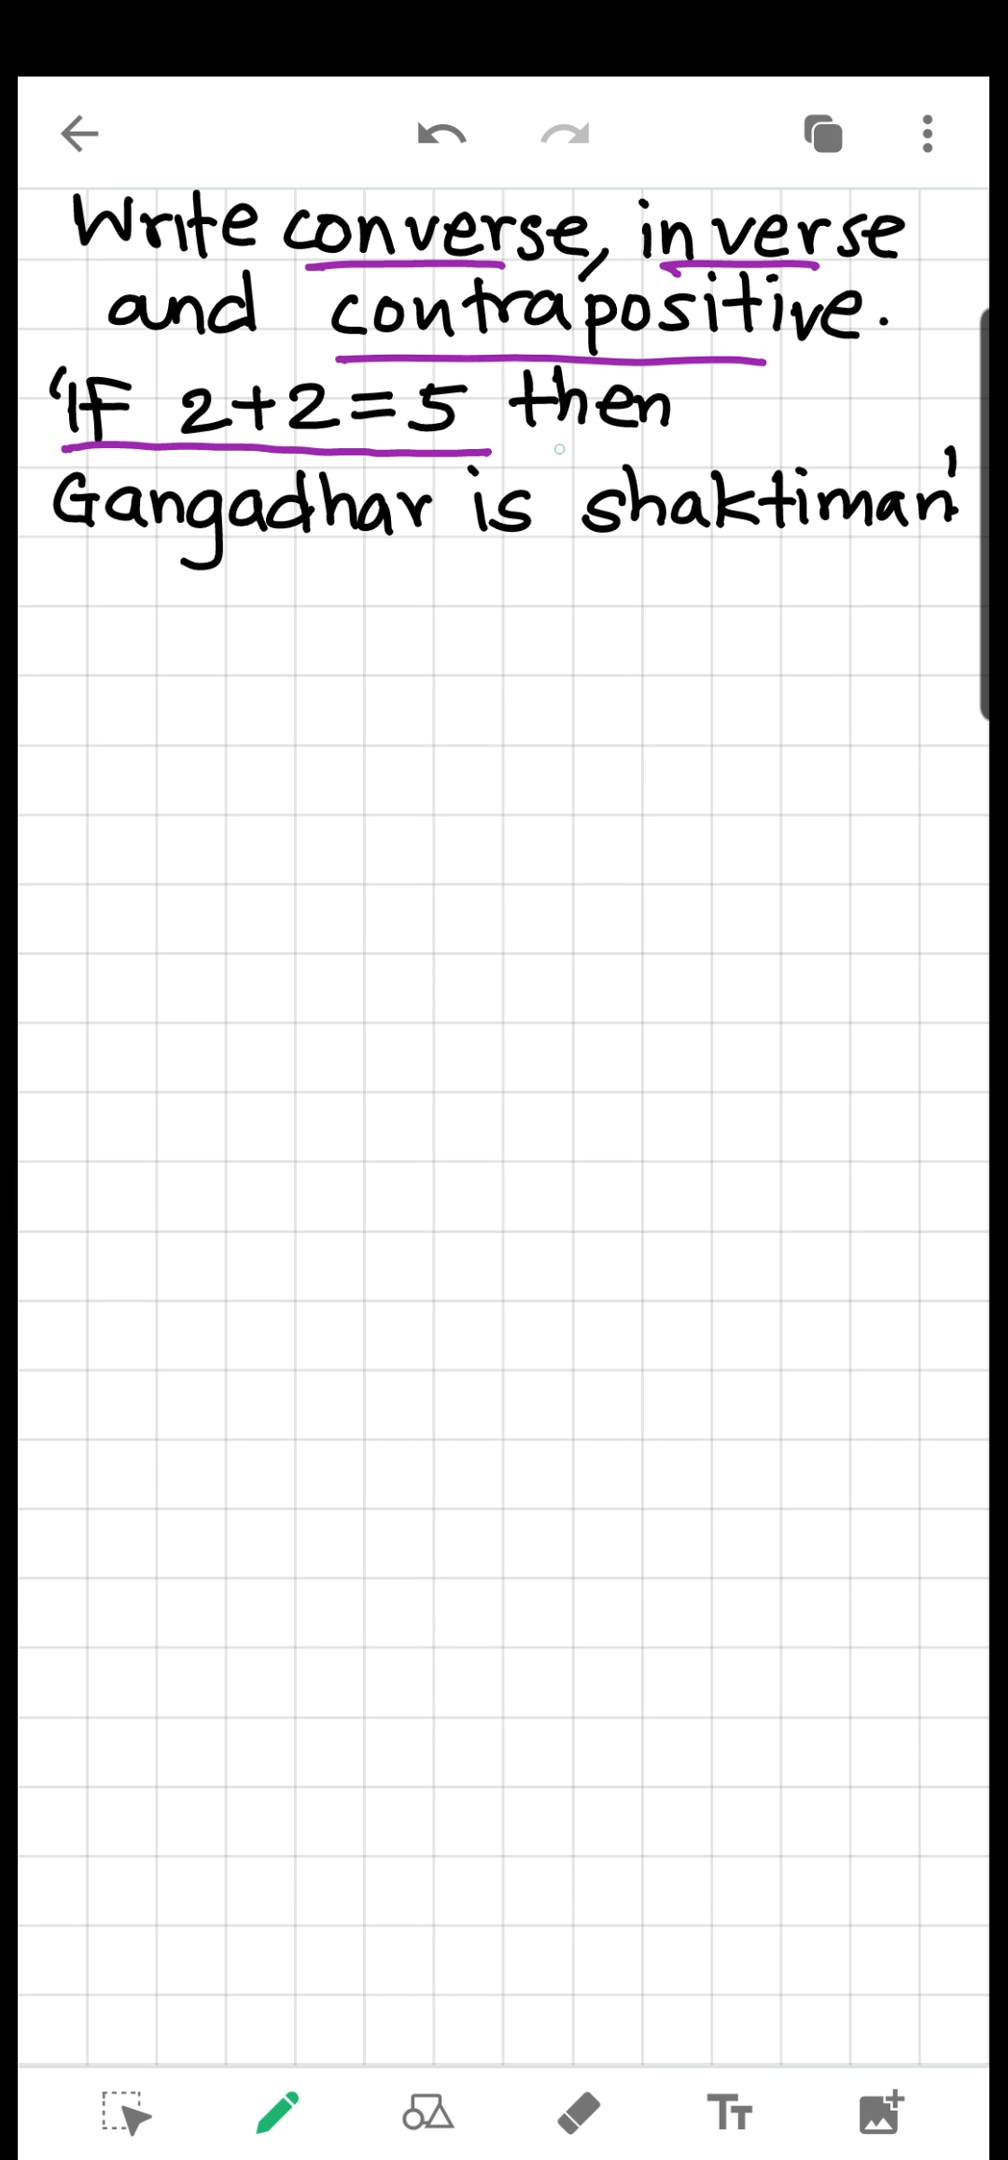 Write converse, inverse
and contrapositive.
'If 2+2=5 then
Gangadhar is shaktiman'